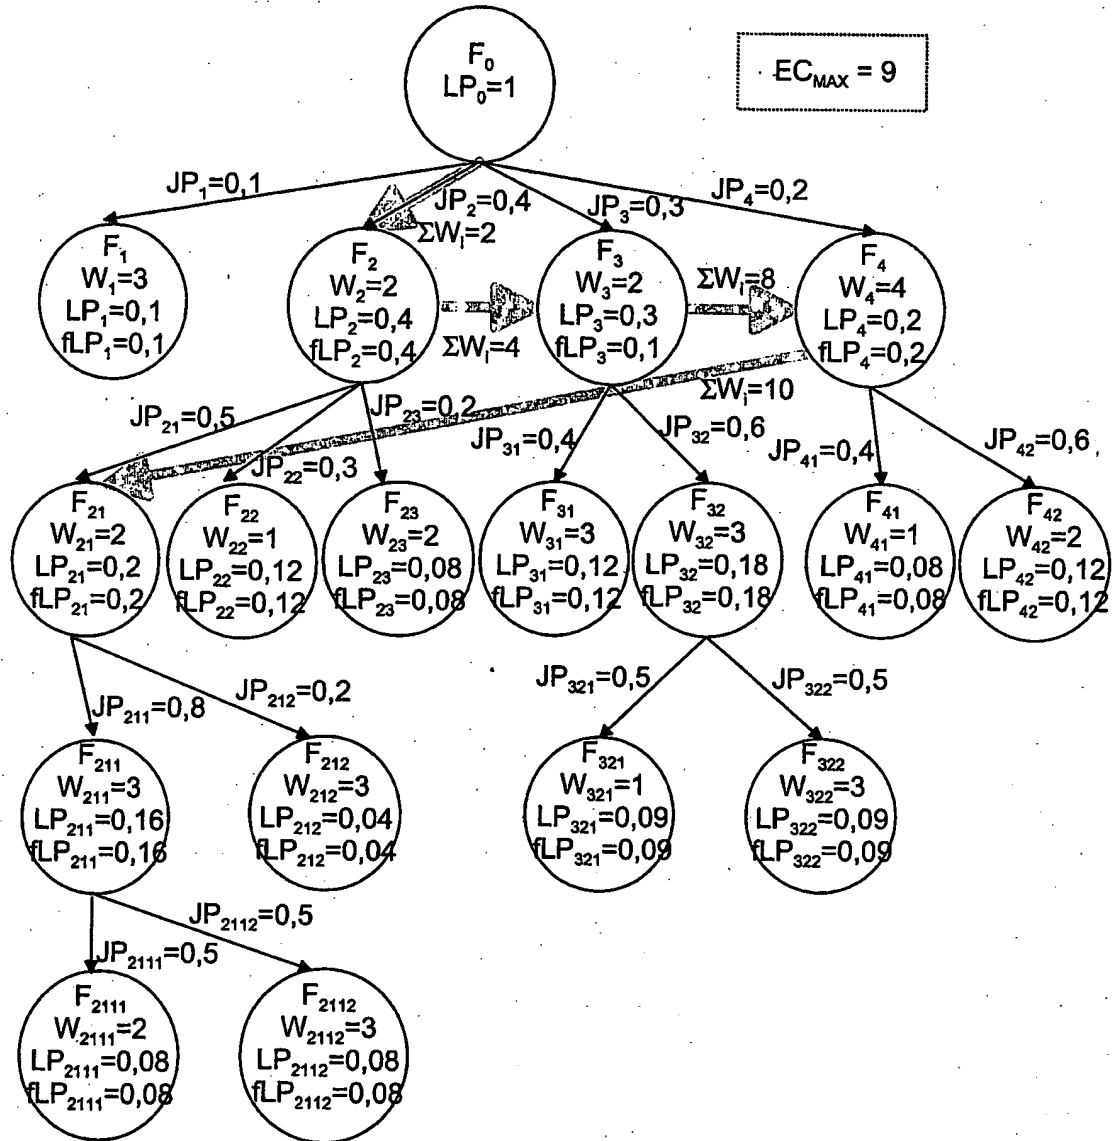 F₀
LP₀=1
EC_MAX = 9
JP₁=0,1
JP₂=0,4
JP₃=0,3
JP₄=0,2
ΣWᵢ=2
F₁
W₁=3
LP₁=0,1
fLP₁=0,1
F₂
W₂=2
LP₂=0,4
fLP₂=0,4
ΣWᵢ=4
F₃
W₃=2
LP₃=0,3
fLP₃=0,1
ΣWᵢ=8
F₄
W₄=4
LP₄=0,2
fLP₄=0,2
ΣWᵢ=10
JP₂₁=0,5
JP₂₂=0,3
JP₂₃=0,2
JP₃₁=0,4
JP₃₂=0,6
JP₄₁=0,4
JP₄₂=0,6
F₂₁
W₂₁=2
LP₂₁=0,2
fLP₂₁=0,2
F₂₂
W₂₂=1
LP₂₂=0,12
fLP₂₂=0,12
F₂₃
W₂₃=2
LP₂₃=0,08
fLP₂₃=0,08
F₃₁
W₃₁=3
LP₃₁=0,12
fLP₃₁=0,12
F₃₂
W₃₂=3
LP₃₂=0,18
fLP₃₂=0,18
F₄₁
W₄₁=1
LP₄₁=0,08
fLP₄₁=0,08
F₄₂
W₄₂=2
LP₄₂=0,12
fLP₄₂=0,12
JP₂₁₁=0,8
JP₂₁₂=0,2
JP₃₂₁=0,5
JP₃₂₂=0,5
F₂₁₁
W₂₁₁=3
LP₂₁₁=0,16
fLP₂₁₁=0,16
F₂₁₂
W₂₁₂=3
LP₂₁₂=0,04
fLP₂₁₂=0,04
F₃₂₁
W₃₂₁=1
LP₃₂₁=0,09
fLP₃₂₁=0,09
F₃₂₂
W₃₂₂=3
LP₃₂₂=0,09
fLP₃₂₂=0,09
JP₂₁₁₁=0,5
JP₂₁₁₂=0,5
F₂₁₁₁
W₂₁₁₁=2
LP₂₁₁₁=0,08
fLP₂₁₁₁=0,08
F₂₁₁₂
W₂₁₁₂=3
LP₂₁₁₂=0,08
fLP₂₁₁₂=0,08